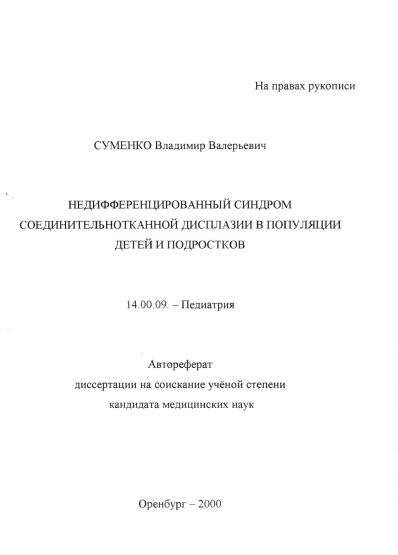 На правах рукописи
СУМЕНКО Владимир Валерьевич
НЕДИФФЕРЕНЦИРОВАННЫЙ СИНДРОМ
СОЕДИНИТЕЛЬНОТКАННОЙ ДИСПЛАЗИИ В ПОПУЛЯЦИИ
ДЕТЕЙ И ПОДРОСТКОВ
14.00.09. – Педиатрия
Автореферат
диссертации на соискание учёной степени
кандидата медицинских наук
Оренбург – 2000